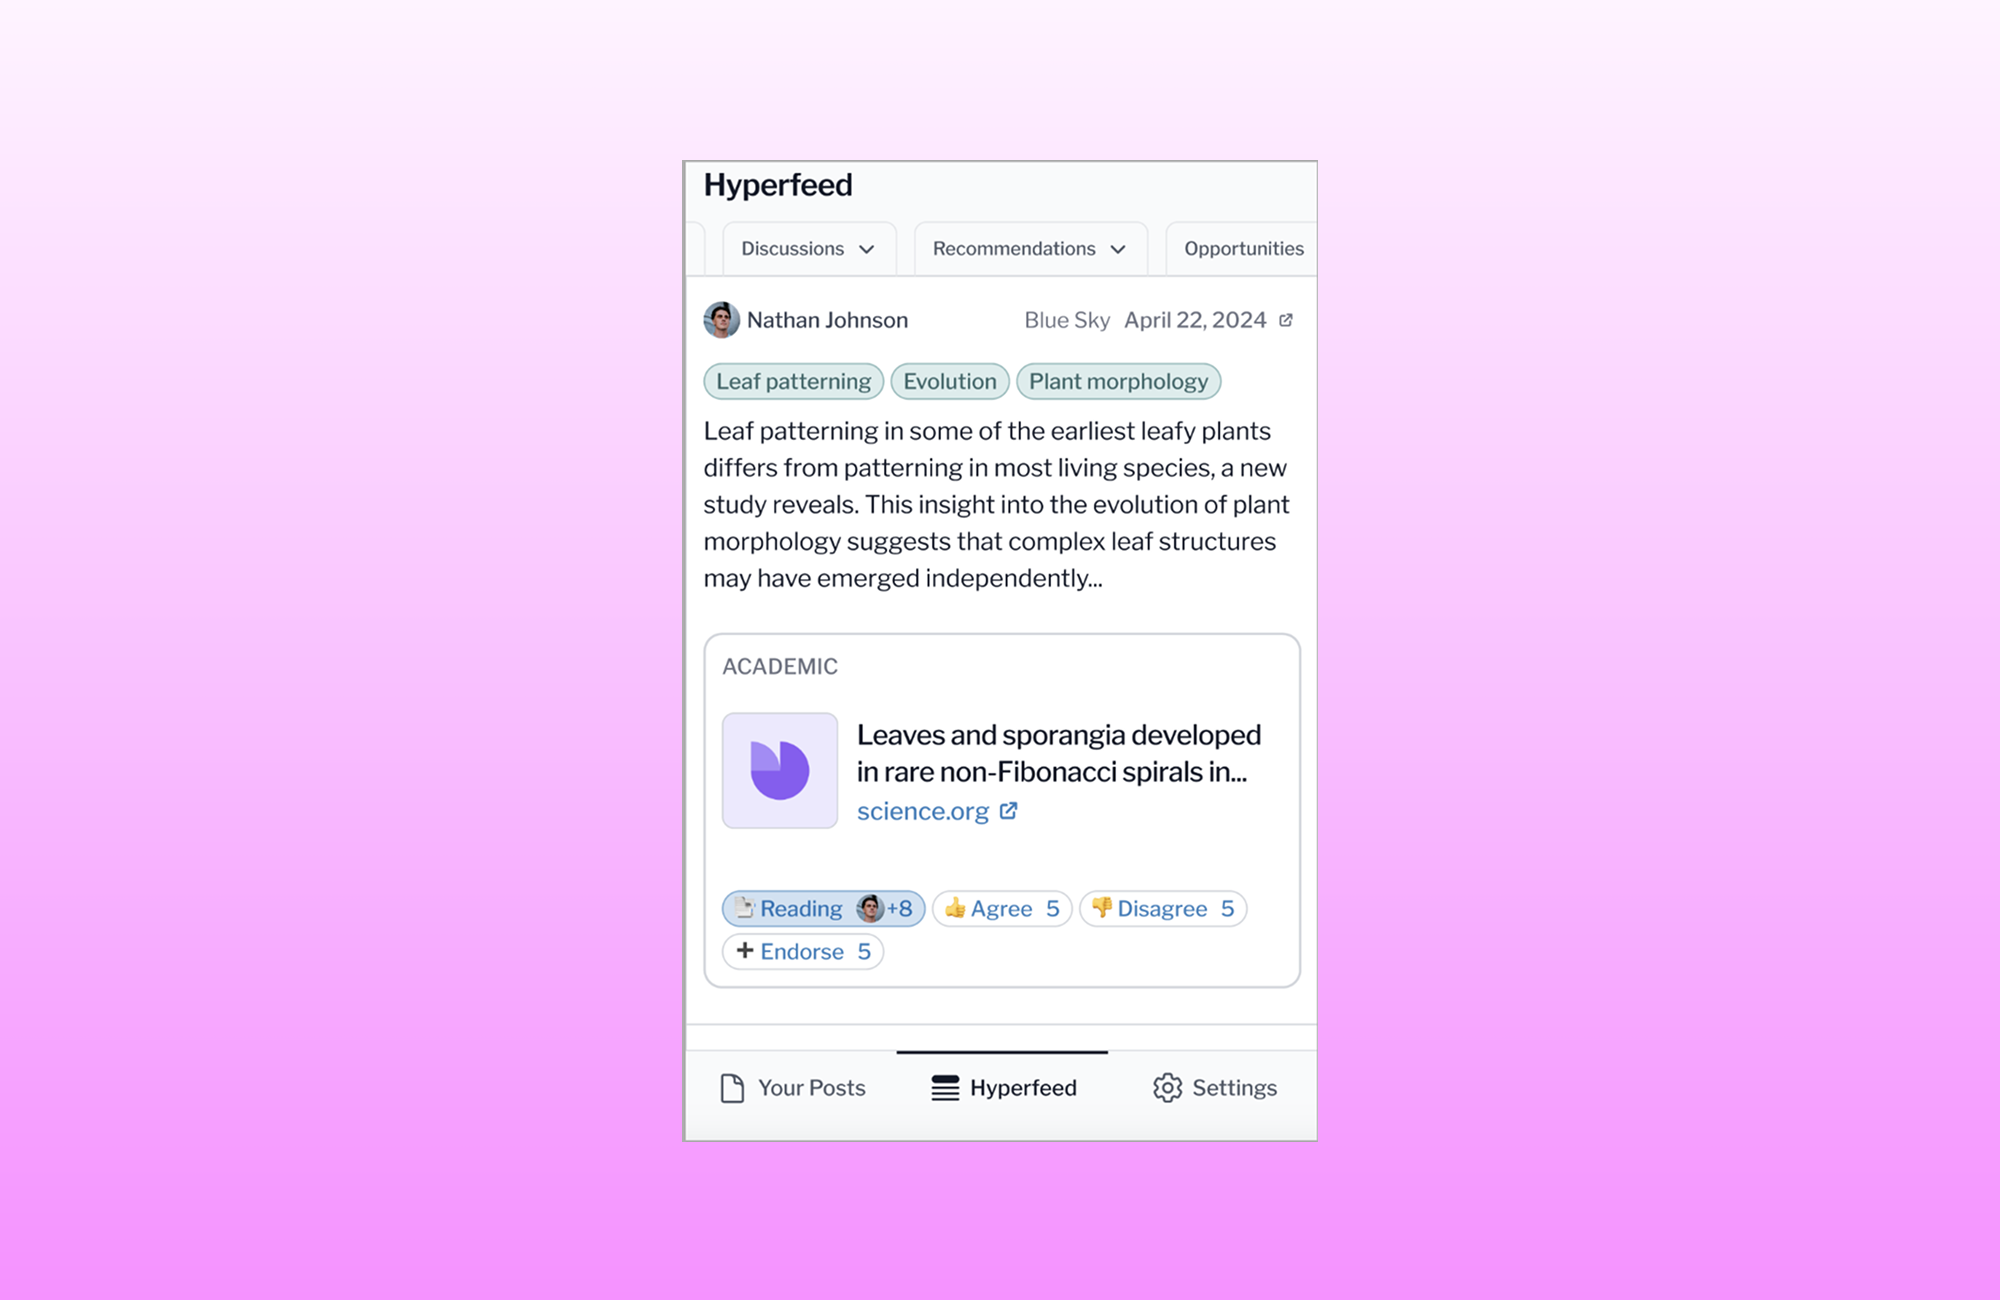 Hyperfeed
Discussions Recommendations Opportunities
Nathan Johnson Blue Sky April 22, 2024
Leaf patterning Evolution Plant morphology
Leaf patterning in some of the earliest leafy plants
differs from patterning in most living species, a new
study reveals. This insight into the evolution of plant
morphology suggests that complex leaf structures
may have emerged independently...
ACADEMIC
Leaves and sporangia developed
in rare non-Fibonacci spirals in...
science.org
Reading +8 Agree 5 Disagree 5
+ Endorse 5
Your Posts Hyperfeed Settings